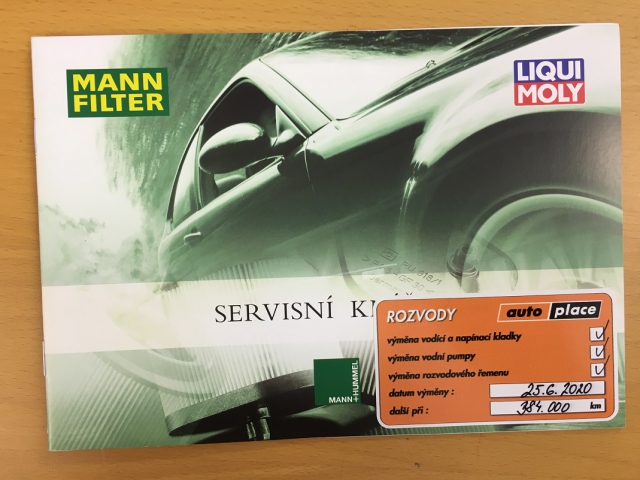 MANN
FILTER
LIQUI
MOLY
SERVISNÍ
ROZVODY
auto place
výměna vodící a napínací kladky
výměna vodní pumpy
výměna rozvodového řemenu
datum výměny : 25.6.2020
další při : 384.000 km
MANN+HUMMEL